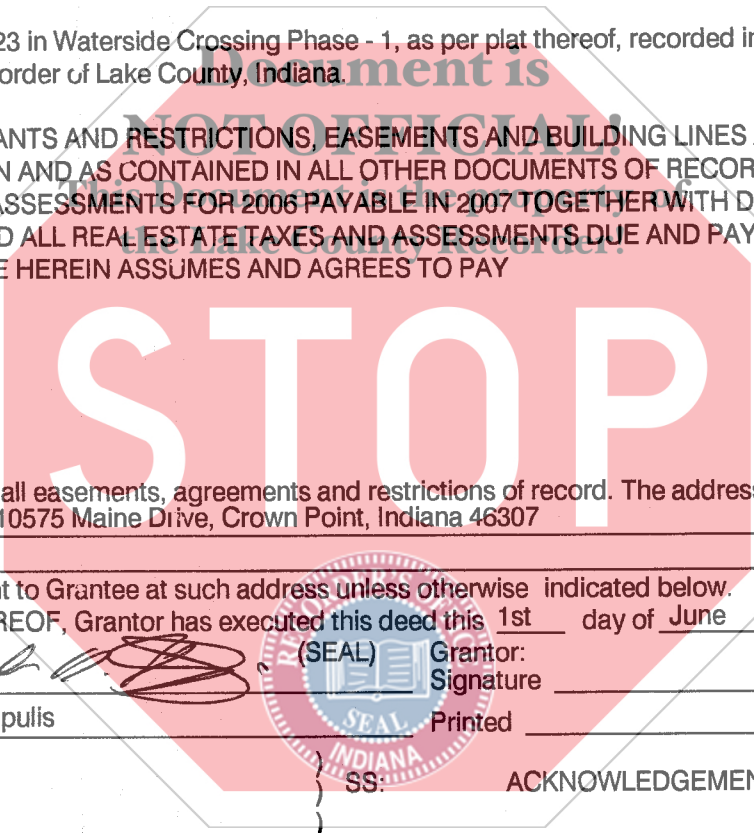 23 in Waterside Crossing Phase - 1, as per plat thereof, recorded in
order of Lake County, Indiana.
Document is
NOT OFFICIAL!
This Document is the property of
the Lake County Recorder!
ANTS AND RESTRICTIONS, EASEMENTS AND BUILDING LINES
N AND AS CONTAINED IN ALL OTHER DOCUMENTS OF RECOR
ASSESSMENTS FOR 2006 PAYABLE IN 2007 TOGETHER WITH D
D ALL REAL ESTATE TAXES AND ASSESSMENTS DUE AND PAY
E HEREIN ASSUMES AND AGREES TO PAY
STOP
all easements, agreements and restrictions of record. The address
10575 Maine Drive, Crown Point, Indiana 46307
nt to Grantee at such address unless otherwise indicated below.
REOF, Grantor has executed this deed this 1st day of June
(SEAL) Grantor:
Signature
pulis Printed
RECORDER'S OFFICE
SEAL
INDIANA
SS: ACKNOWLEDGEMEN